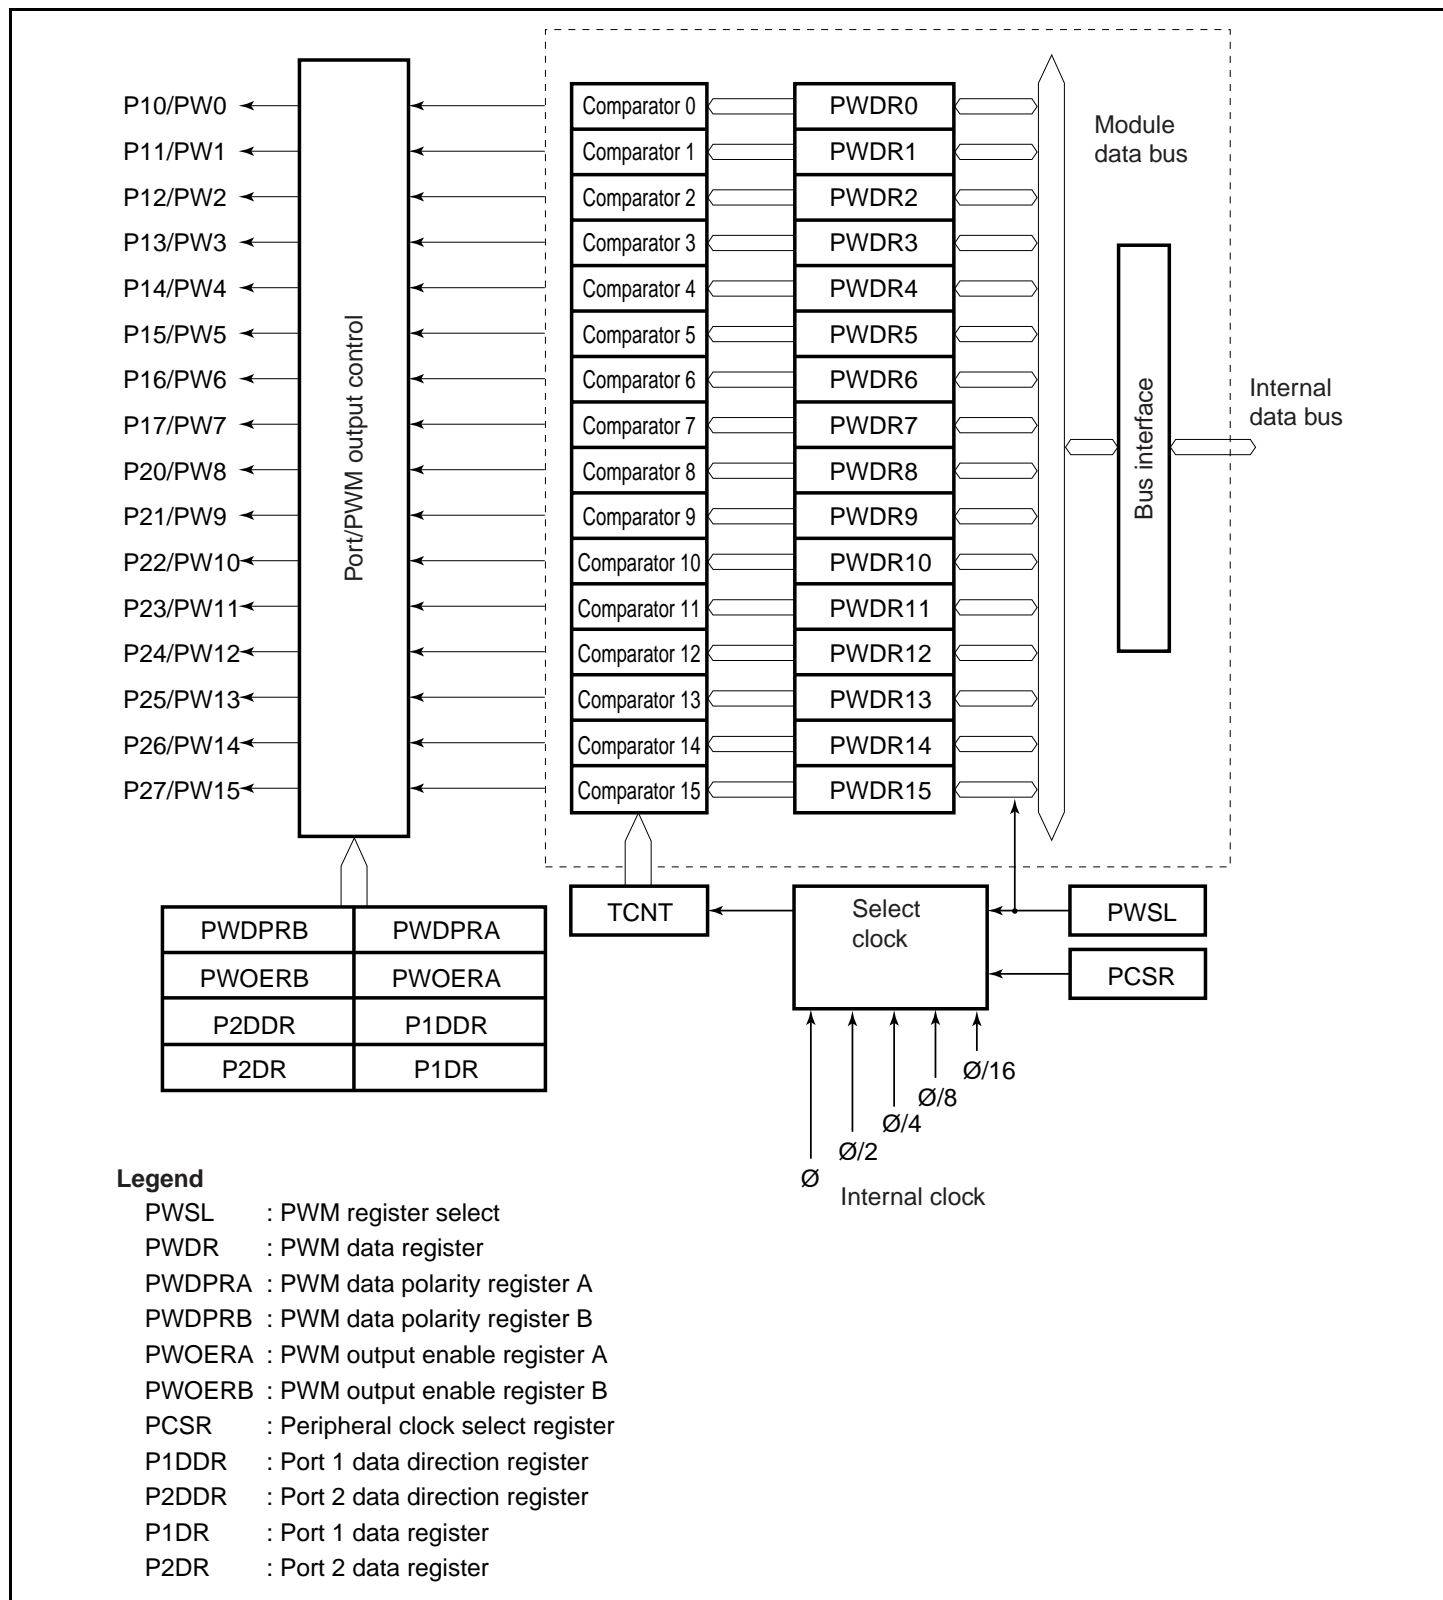 P10/PW0
P11/PW1
P12/PW2
P13/PW3
P14/PW4
P15/PW5
P16/PW6
P17/PW7
P20/PW8
P21/PW9
P22/PW10
P23/PW11
P24/PW12
P25/PW13
P26/PW14
P27/PW15
Port/PWM output control
Comparator 0
Comparator 1
Comparator 2
Comparator 3
Comparator 4
Comparator 5
Comparator 6
Comparator 7
Comparator 8
Comparator 9
Comparator 10
Comparator 11
Comparator 12
Comparator 13
Comparator 14
Comparator 15
PWDR0
PWDR1
PWDR2
PWDR3
PWDR4
PWDR5
PWDR6
PWDR7
PWDR8
PWDR9
PWDR10
PWDR11
PWDR12
PWDR13
PWDR14
PWDR15
Module
data bus
Bus interface
Internal
data bus
PWDPRB PWDPRA
PWOERB PWOERA
P2DDR P1DDR
P2DR P1DR
TCNT
Select
clock
PWSL
PCSR
Ø/16
Ø/8
Ø/4
Ø/2
Ø
Internal clock
Legend
PWSL : PWM register select
PWDR : PWM data register
PWDPRA : PWM data polarity register A
PWDPRB : PWM data polarity register B
PWOERA : PWM output enable register A
PWOERB : PWM output enable register B
PCSR : Peripheral clock select register
P1DDR : Port 1 data direction register
P2DDR : Port 2 data direction register
P1DR : Port 1 data register
P2DR : Port 2 data register